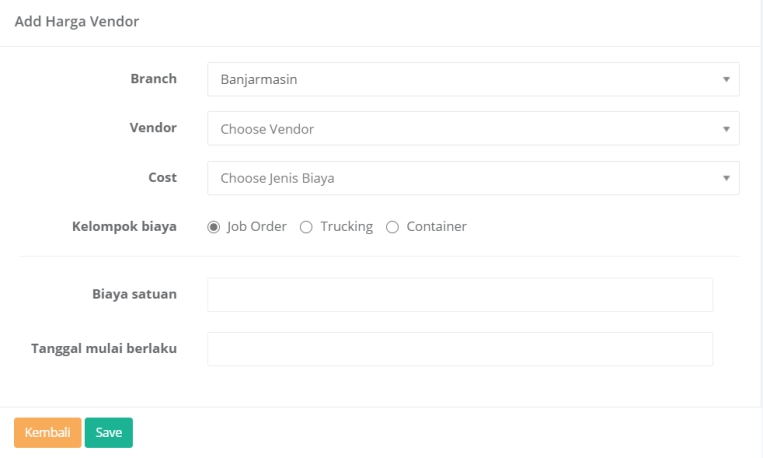 Add Harga Vendor
Branch Banjarmasin
Vendor Choose Vendor
Cost Choose Jenis Biaya
Kelompok biaya Job Order Trucking Container
Biaya satuan
Tanggal mulai berlaku
Kembali Save